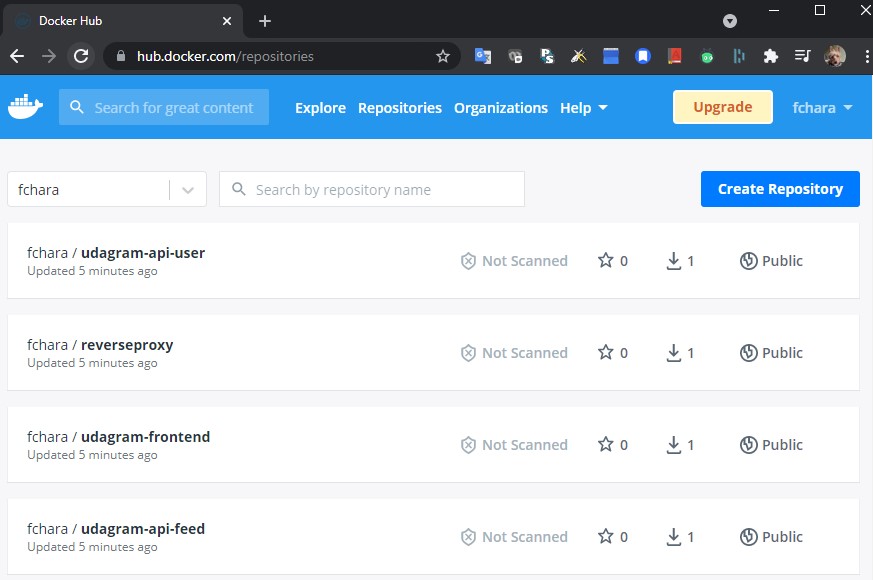 Docker Hub
hub.docker.com/repositories
Search for great content
Explore Repositories Organizations Help
Upgrade
fchara
fchara
Search by repository name
Create Repository
fchara / udagram-api-user
Updated 5 minutes ago
Not Scanned 0 1 Public
fchara / reverseproxy
Updated 5 minutes ago
Not Scanned 0 1 Public
fchara / udagram-frontend
Updated 5 minutes ago
Not Scanned 0 1 Public
fchara / udagram-api-feed
Updated 5 minutes ago
Not Scanned 0 1 Public